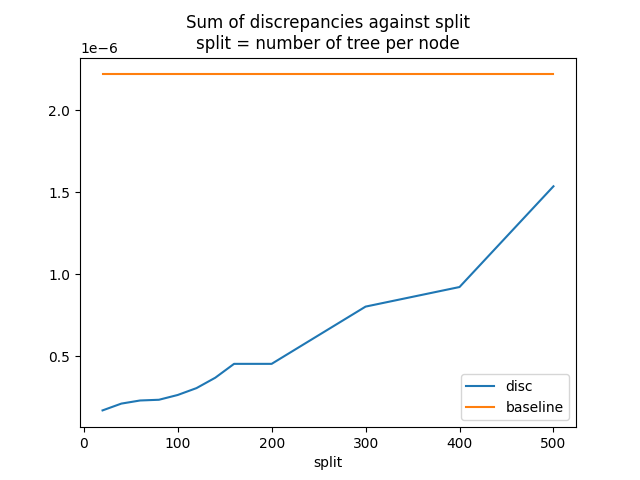 Sum of discrepancies against split
split = number of tree per node
1e−6
2.0
1.5
1.0
0.5
0 100 200 300 400 500
split
disc
baseline